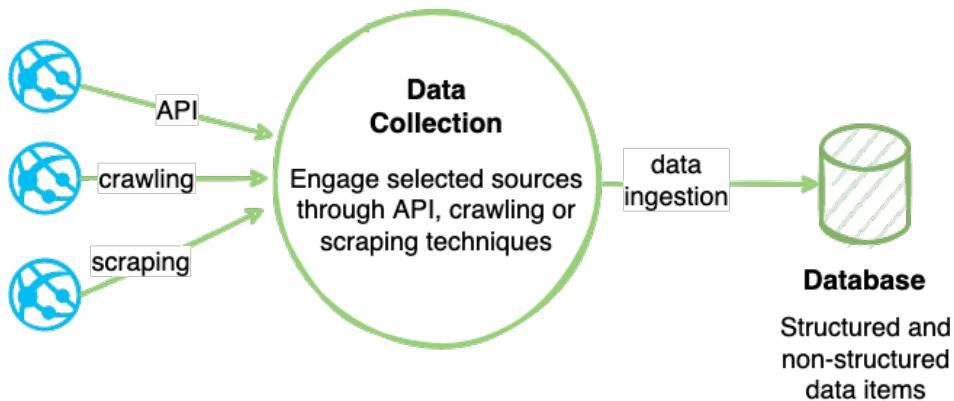 API
crawling
scraping
Data
Collection
Engage selected sources
through API, crawling or
scraping techniques
data
ingestion
Database
Structured and
non-structured
data items